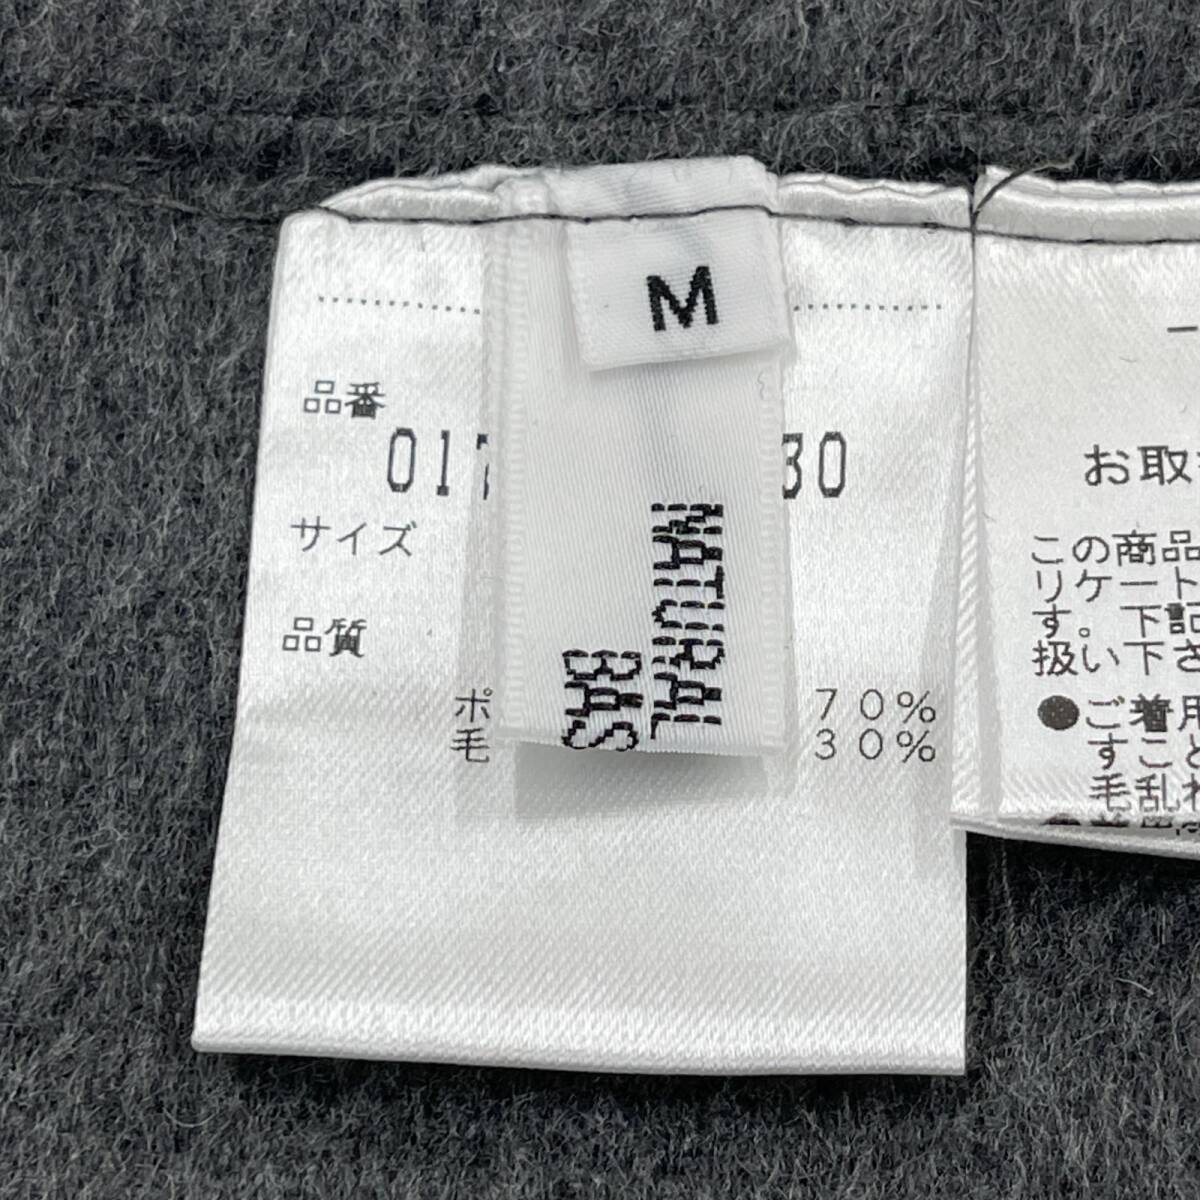 M
NATURAL
BAS
品番
017
30
サイズ
品質
ポ 70%
毛 30%
お取
この商品
リケート
す。下記
扱い下さ
●ご着用
すこと
毛乱れ